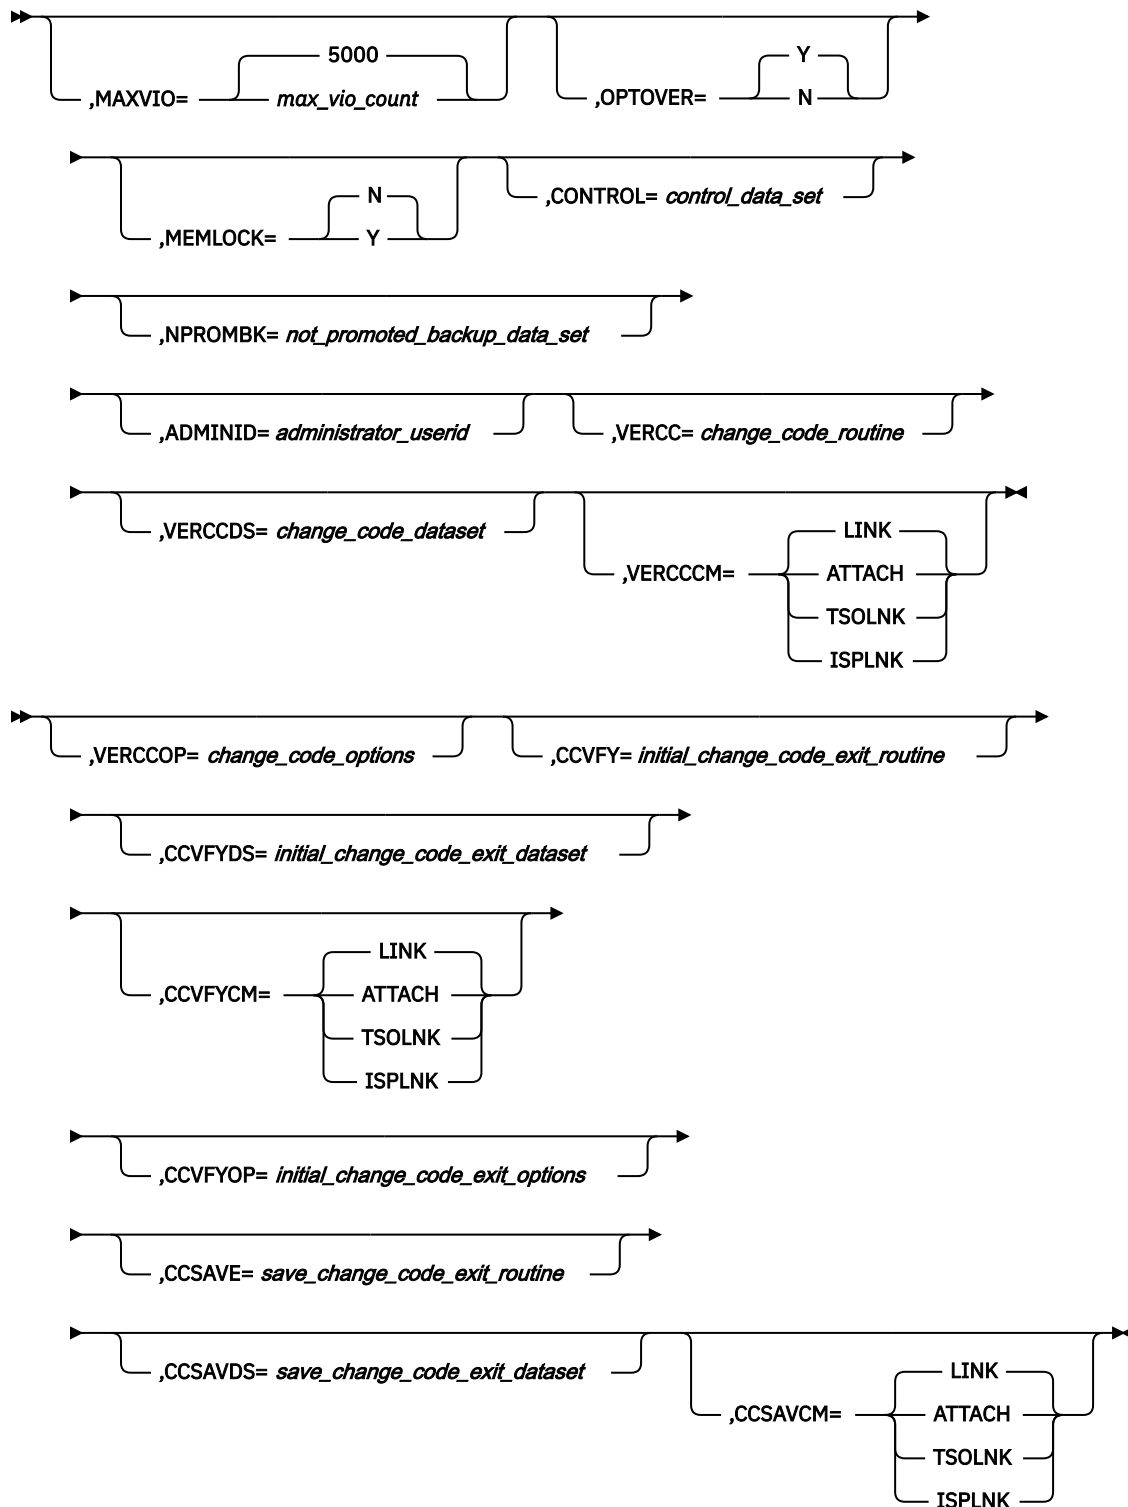 5000
,MAXVIO= max_vio_count
Y
,OPTOVER= N
N
,MEMLOCK= Y
,CONTROL= control_data_set
,NPROMBK= not_promoted_backup_data_set
,ADMINID= administrator_userid ,VERCC= change_code_routine
,VERCCDS= change_code_dataset
LINK
,VERCCCM= ATTACH
TSOLNK
ISPLNK
,VERCCOP= change_code_options ,CCVFY= initial_change_code_exit_routine
,CCVFYDS= initial_change_code_exit_dataset
LINK
,CCVFYCM= ATTACH
TSOLNK
ISPLNK
,CCVFYOP= initial_change_code_exit_options
,CCSAVE= save_change_code_exit_routine
,CCSAVDS= save_change_code_exit_dataset
LINK
,CCSAVCM= ATTACH
TSOLNK
ISPLNK